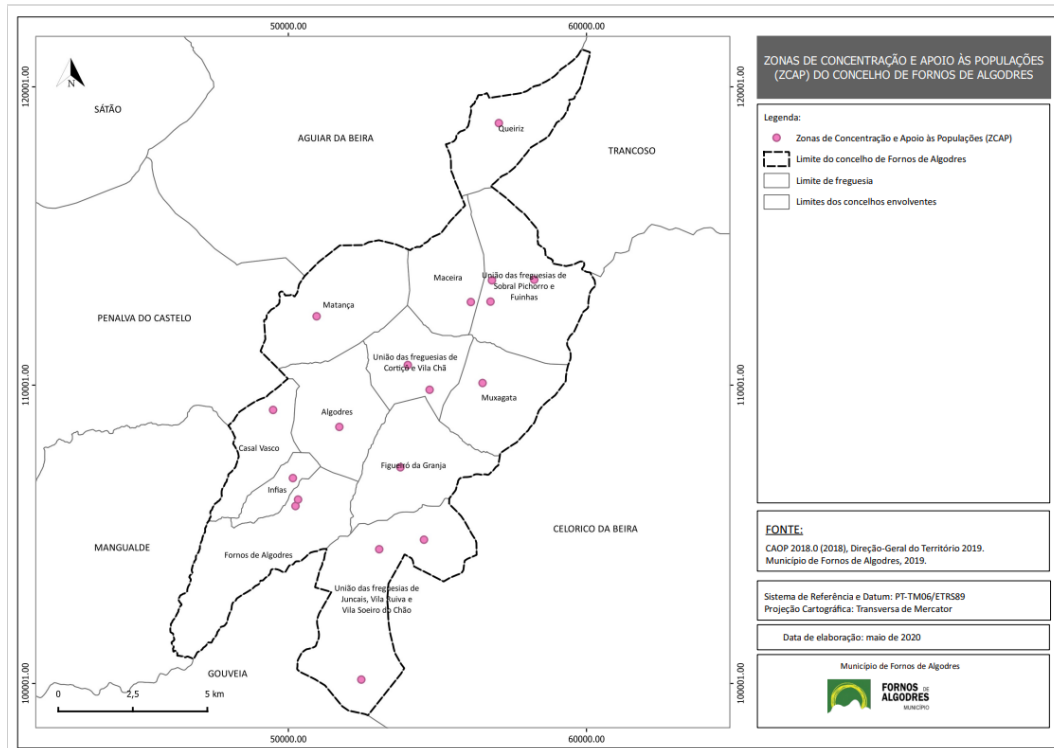 50000.00
60000.00
ZONAS DE CONCENTRAÇÃO E APOIO ÀS POPULAÇÕES
(ZCAP) DO CONCELHO DE FORNOS DE ALGODRES
N
120001.00
120001.00
SÁTÃO
AGUIAR DA BEIRA
Queiriz
TRANCOSO
Legenda:
Zonas de Concentração e Apoio às Populações (ZCAP)
Limite do concelho de Fornos de Algodres
Limite de freguesia
Limites dos concelhos envolventes
Maceira
União das freguesias de
Sobral Pichorro e
Fuinhas
Matança
PENALVA DO CASTELO
União das freguesias de
Cortiçô e Vila Chã
110001.00
110001.00
Muxagata
Algodres
Casal Vasco
Figueiró da Granja
Infias
MANGUALDE
Fornos de Algodres
CELORICO DA BEIRA
União das freguesias de
Juncais, Vila Ruiva e
Vila Soeiro do Chão
GOUVEIA
100001.00
100001.00
0
2,5
5 km
50000.00
60000.00
FONTE:
CAOP 2018.0 (2018), Direção-Geral do Território 2019.
Município de Fornos de Algodres, 2019.
Sistema de Referência e Datum: PT-TM06/ETRS89
Projeção Cartográfica: Transversa de Mercator
Data de elaboração: maio de 2020
Município de Fornos de Algodres
FORNOS DE
ALGODRES
MUNICÍPIO